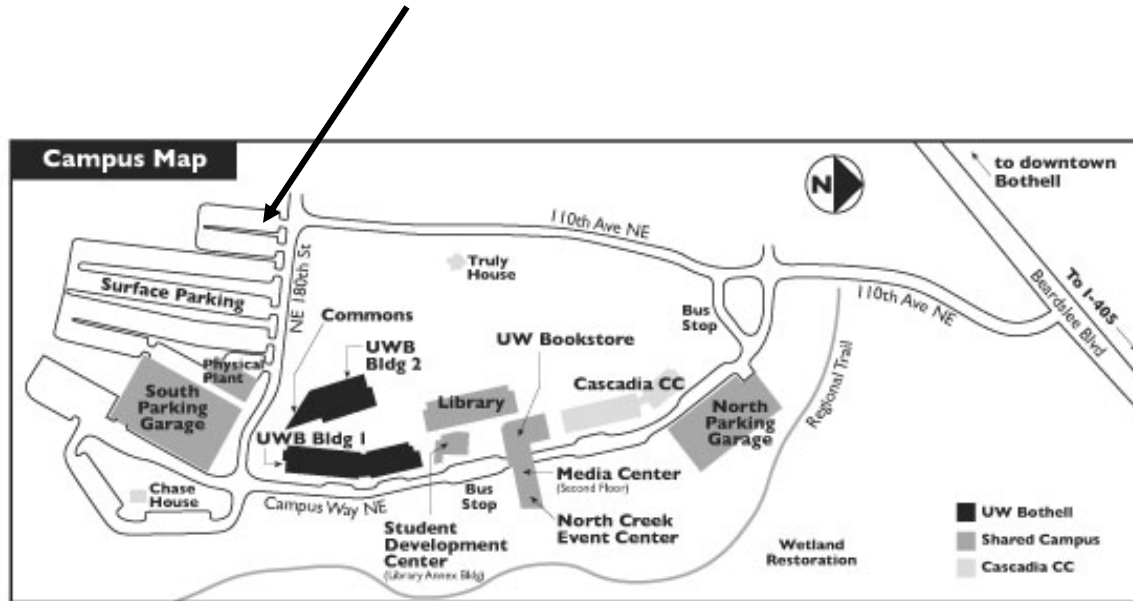 Campus Map
N
to downtown
Bothell
110th Ave NE
Truly
House
To I-405
Beardslee Blvd
NE 180th St
Surface Parking
Commons
Bus
Stop
110th Ave NE
UWB
Bldg 2
UW Bookstore
Physical
Plant
South
Parking
Garage
Library
Cascadia CC
North
Parking
Garage
Regional Trail
UWB Bldg 1
Chase
House
Campus Way NE
Bus
Stop
Media Center
(Second Floor)
Student
Development
Center
(Library Annex Bldg)
North Creek
Event Center
Wetland
Restoration
UW Bothell
Shared Campus
Cascadia CC